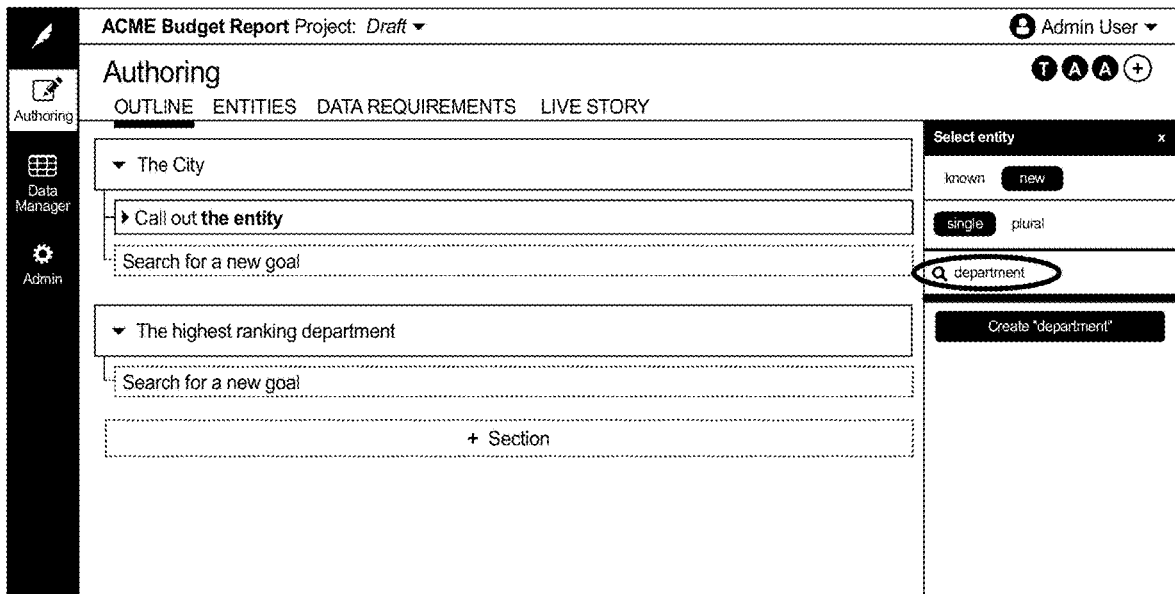 ACME Budget Report Project: Draft
Admin User
Authoring
T A A +
Authoring
OUTLINE ENTITIES DATA REQUIREMENTS LIVE STORY
Data
Manager
Admin
The City
Call out the entity
Search for a new goal
The highest ranking department
Search for a new goal
+ Section
Select entity x
known new
single plural
department
Create "department"